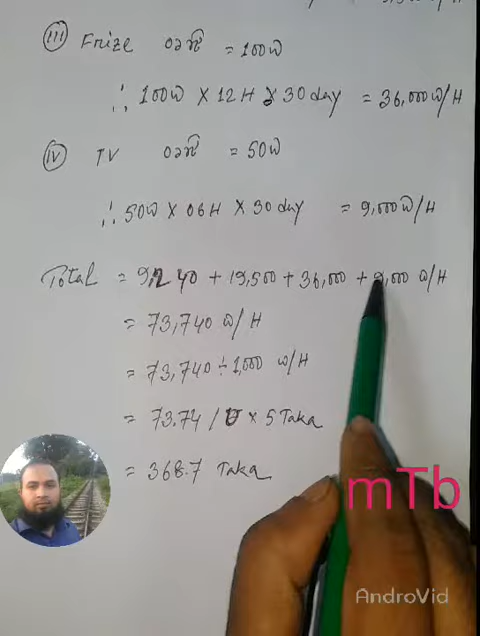 (III) Frize ০১টি = 100W
∴ 100W X 12H X 30 day = 36,000 W/H
(IV) TV ০১টি = 50W
∴ 50W X 06H X 30 day = 9,000 W/H
Total = 9,240 + 19,500 + 36,000 + 9,000 W/H
= 73,740 W/H
= 73,740 ÷ 1,000 W/H
= 73.74 / U × 5 Taka
= 368.7 Taka
mTb
AndroVid